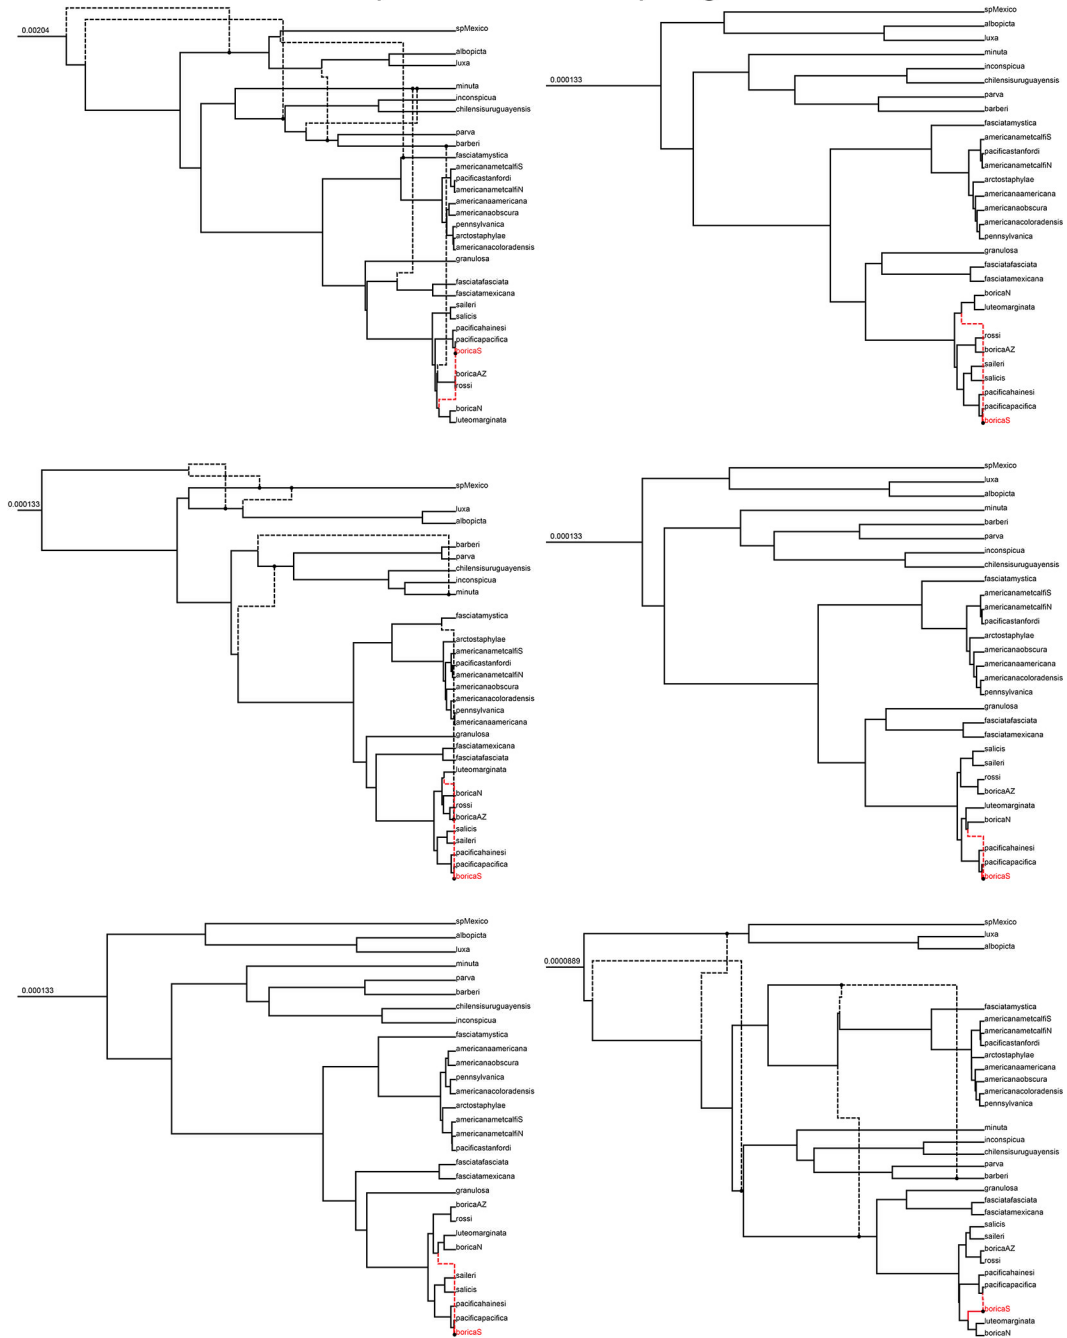 0.00204
spMexico
albopicta
luxa
minuta
inconspicua
chilensisuruguayensis
parva
barberi
fasciatamystica
americanametcalfiS
pacificastanfordi
americanametcalfiN
americanaamericana
americanaobscura
pennsylvanica
arctostaphylae
americanacoloradensis
granulosa
fasciatafasciata
fasciatamexicana
saileri
salicis
pacificahainesi
pacificapacifica
boricaS
boricaAZ
rossi
boricaN
luteomarginata
0.000133
spMexico
albopicta
luxa
minuta
inconspicua
chilensisuruguayensis
parva
barberi
fasciatamystica
americanametcalfiS
pacificastanfordi
americanametcalfiN
arctostaphylae
americanaamericana
americanaobscura
americanacoloradensis
pennsylvanica
granulosa
fasciatafasciata
fasciatamexicana
boricaN
luteomarginata
rossi
boricaAZ
saileri
salicis
pacificahainesi
pacificapacifica
boricaS
0.000133
spMexico
luxa
albopicta
barberi
parva
chilensisuruguayensis
inconspicua
minuta
fasciatamystica
arctostaphylae
americanametcalfiS
pacificastanfordi
americanametcalfiN
americanaobscura
americanacoloradensis
pennsylvanica
americanaamericana
granulosa
fasciatamexicana
fasciatafasciata
luteomarginata
boricaN
rossi
boricaAZ
salicis
saileri
pacificahainesi
pacificapacifica
boricaS
0.000133
spMexico
luxa
albopicta
minuta
barberi
parva
inconspicua
chilensisuruguayensis
fasciatamystica
americanametcalfiS
americanametcalfiN
pacificastanfordi
arctostaphylae
americanaobscura
americanaamericana
americanacoloradensis
pennsylvanica
granulosa
fasciatafasciata
fasciatamexicana
salicis
saileri
rossi
boricaAZ
luteomarginata
boricaN
pacificahainesi
pacificapacifica
boricaS
0.000133
spMexico
albopicta
luxa
minuta
parva
barberi
chilensisuruguayensis
inconspicua
fasciatamystica
americanaamericana
americanaobscura
pennsylvanica
americanacoloradensis
arctostaphylae
americanametcalfiS
americanametcalfiN
pacificastanfordi
fasciatafasciata
fasciatamexicana
granulosa
boricaAZ
rossi
luteomarginata
boricaN
saileri
salicis
pacificahainesi
pacificapacifica
boricaS
0.0000889
spMexico
luxa
albopicta
fasciatamystica
americanametcalfiS
americanametcalfiN
pacificastanfordi
arctostaphylae
americanaamericana
americanaobscura
americanacoloradensis
pennsylvanica
minuta
inconspicua
chilensisuruguayensis
parva
barberi
granulosa
fasciatafasciata
fasciatamexicana
salicis
saileri
boricaAZ
rossi
pacificahainesi
pacificapacifica
boricaS
luteomarginata
boricaN